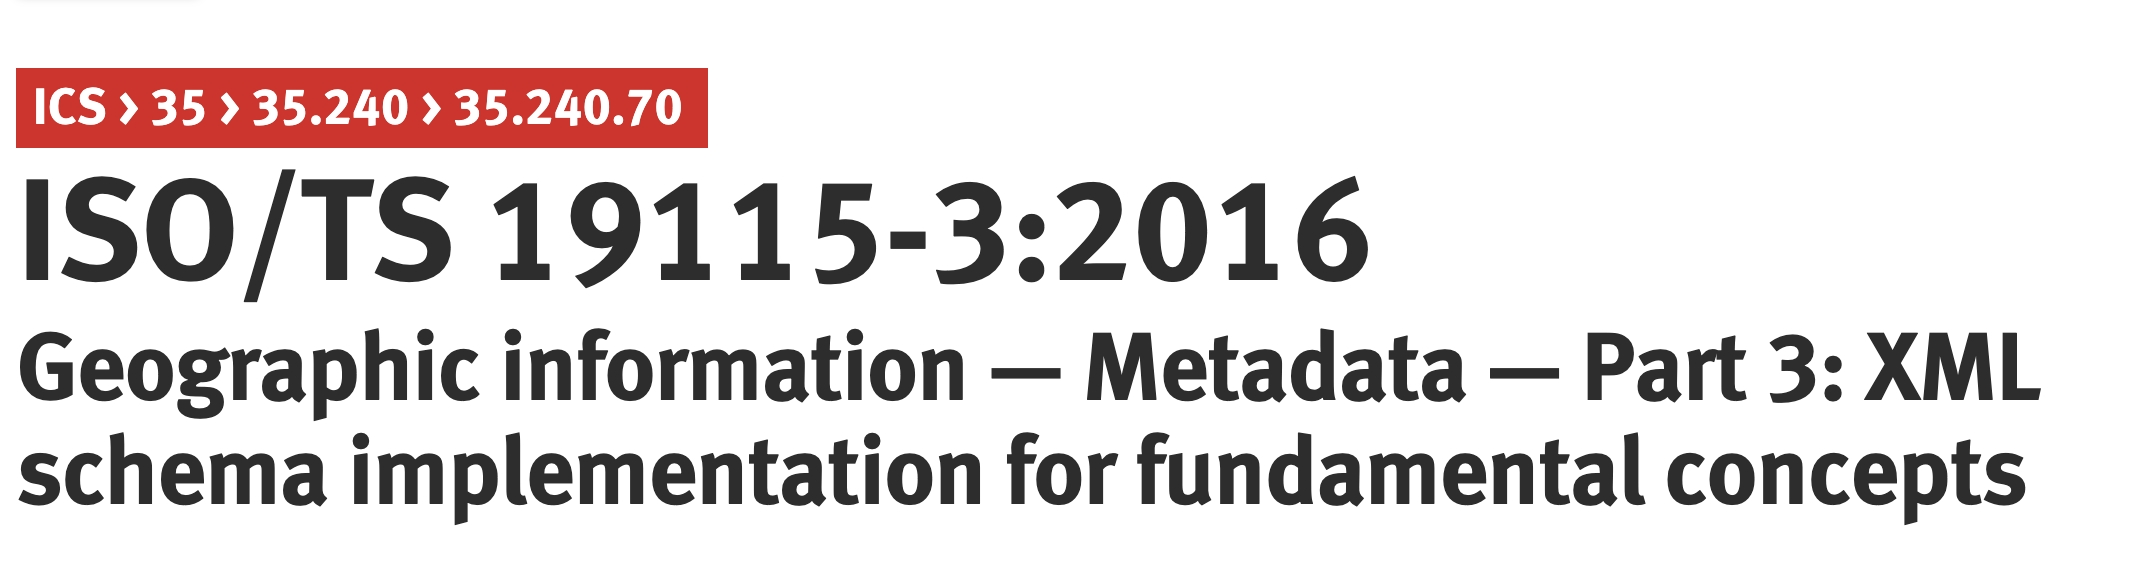 ICS › 35 › 35.240 › 35.240.70
ISO/TS 19115-3:2016
Geographic information — Metadata — Part 3: XML
schema implementation for fundamental concepts